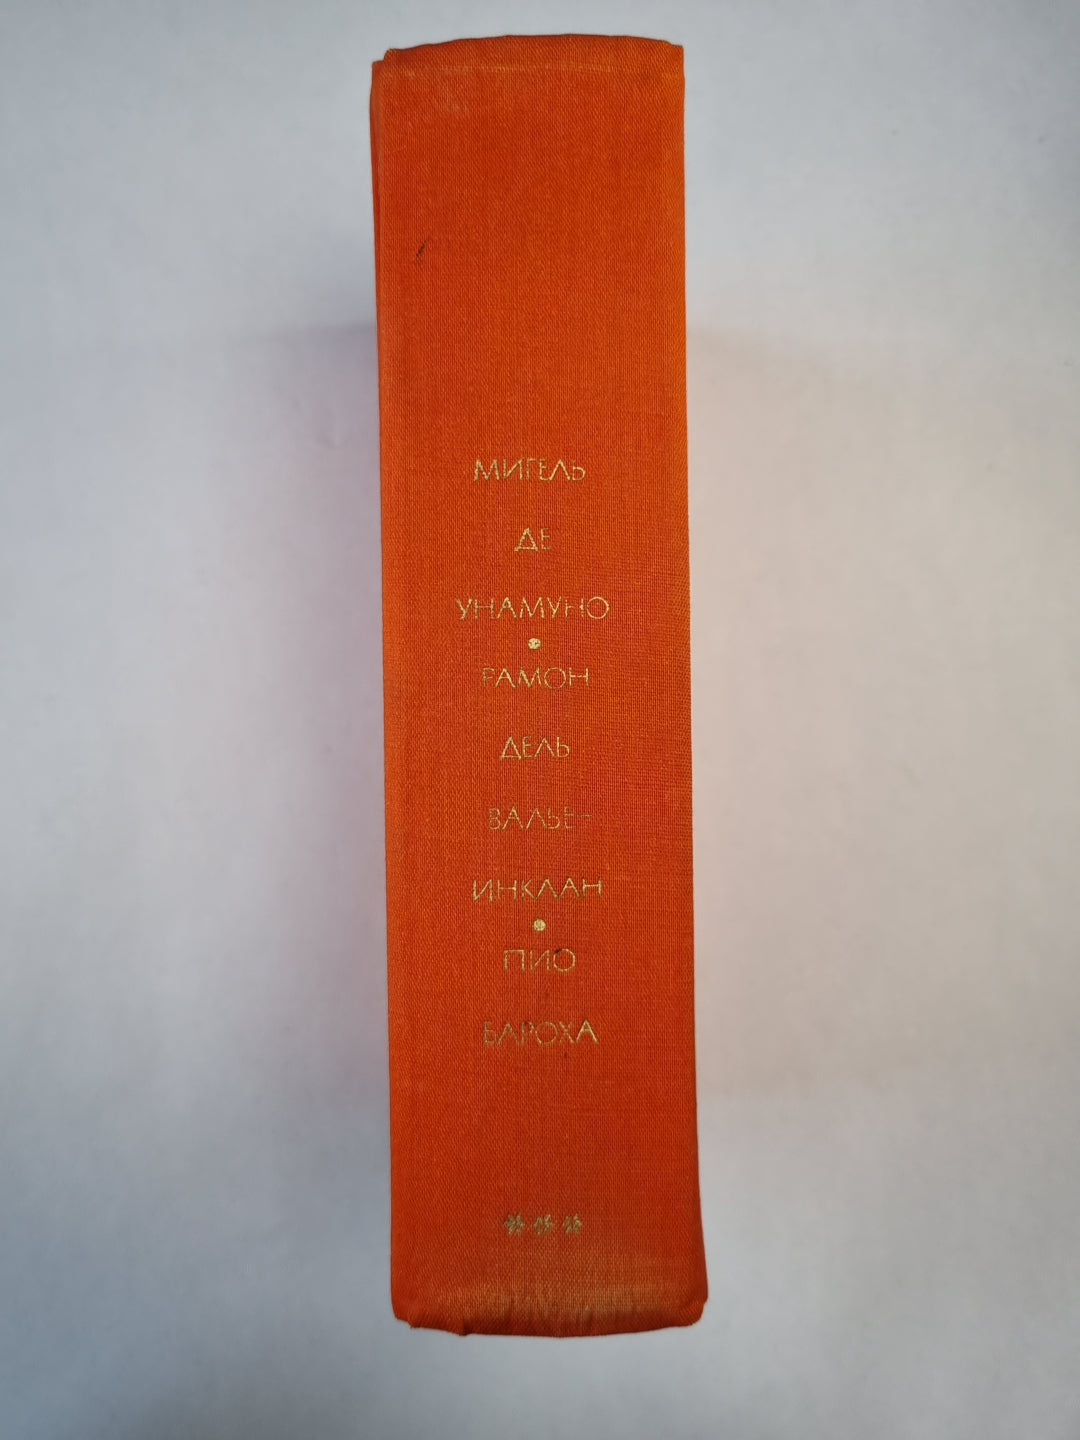 МИГЕЛЬ
ДЕ
УНАМУНО
•
РАМОН
ДЕЛЬ
ВАЛЬЕ-
ИНКЛАН
•
ПИО
БАРОХА
***